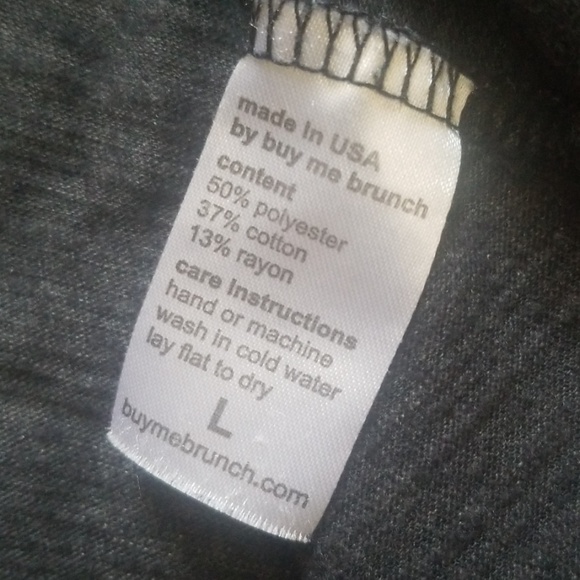 made in USA
by buy me brunch
content
50% polyester
37% cotton
13% rayon
care instructions
hand or machine
wash in cold water
lay flat to dry
L
buymebrunch.com